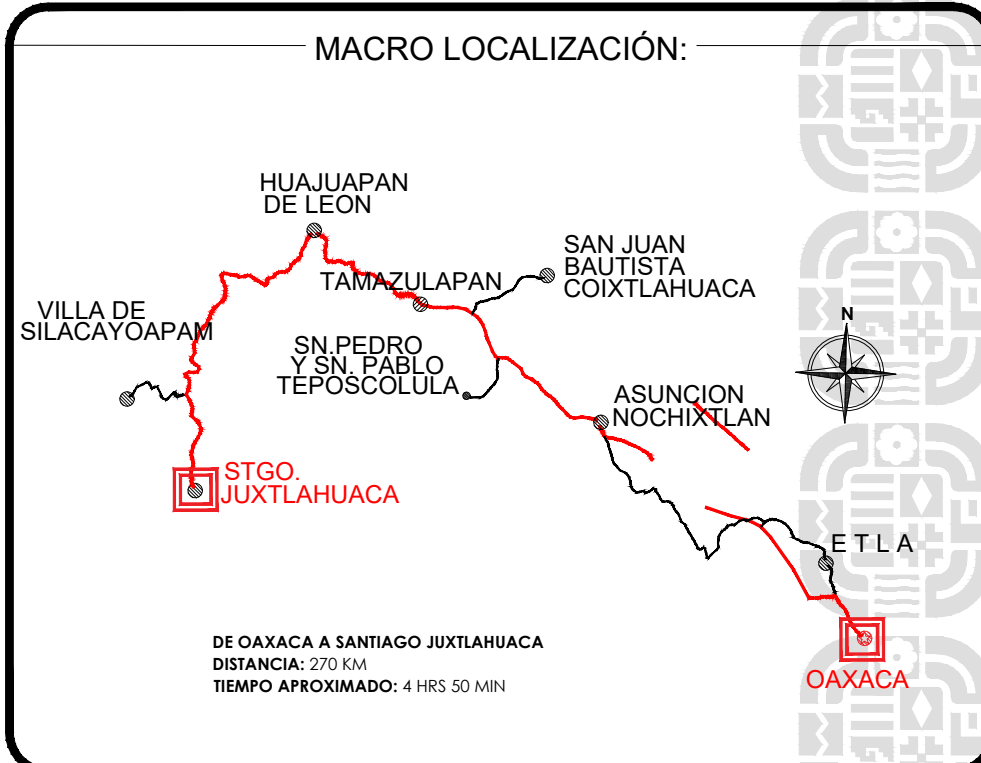 MACRO LOCALIZACIÓN:
HUAJUAPAN
DE LEON
SAN JUAN
BAUTISTA
COIXTLAHUACA
TAMAZULAPAN
VILLA DE
SILACAYOAPAM
N
SN.PEDRO
Y SN. PABLO
TEPOSCOLULA
ASUNCION
NOCHIXTLAN
STGO.
JUXTLAHUACA
E T L A
DE OAXACA A SANTIAGO JUXTLAHUACA
DISTANCIA: 270 KM
TIEMPO APROXIMADO: 4 HRS 50 MIN
OAXACA